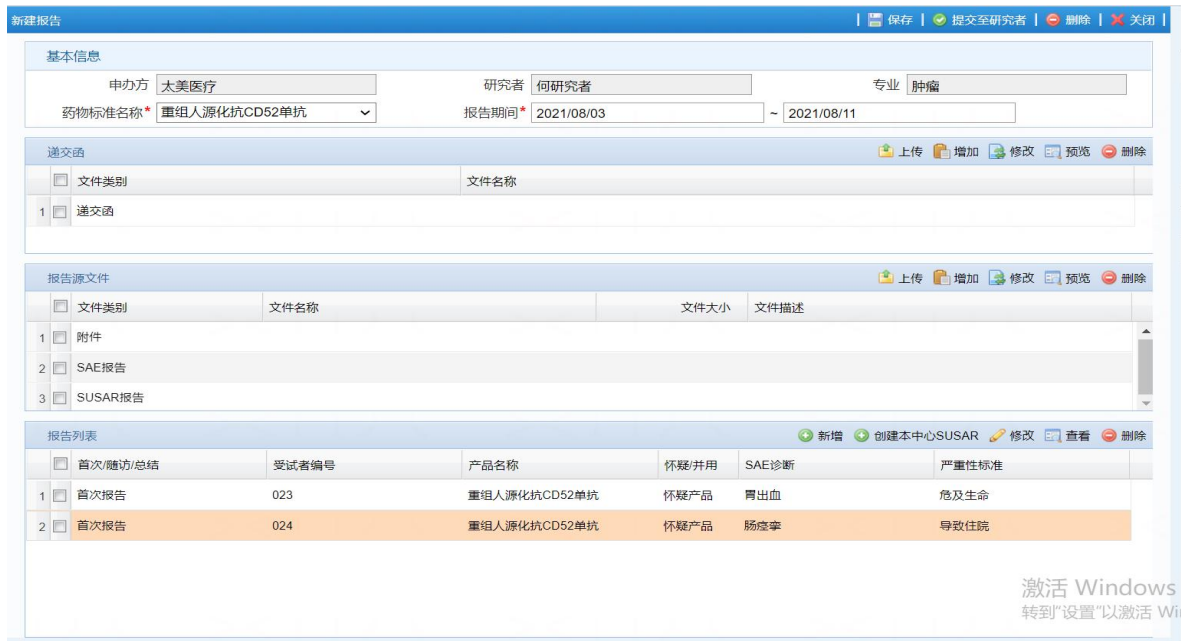 新建报告 | 保存 | 提交至研究者 | 删除 | 关闭 |
基本信息
申办方 太美医疗 研究者 何研究者 专业 肿瘤
药物标准名称* 重组人源化抗CD52单抗 报告期间* 2021/08/03 ~ 2021/08/11
递交函 上传 增加 修改 预览 删除
文件类别 文件名称
1 递交函
报告源文件 上传 增加 修改 预览 删除
文件类别 文件名称 文件大小 文件描述
1 附件
2 SAE报告
3 SUSAR报告
报告列表 新增 创建本中心SUSAR 修改 查看 删除
首次/随访/总结 受试者编号 产品名称 怀疑/并用 SAE诊断 严重性标准
1 首次报告 023 重组人源化抗CD52单抗 怀疑产品 胃出血 危及生命
2 首次报告 024 重组人源化抗CD52单抗 怀疑产品 肠痉挛 导致住院
激活 Windows
转到"设置"以激活 Wi